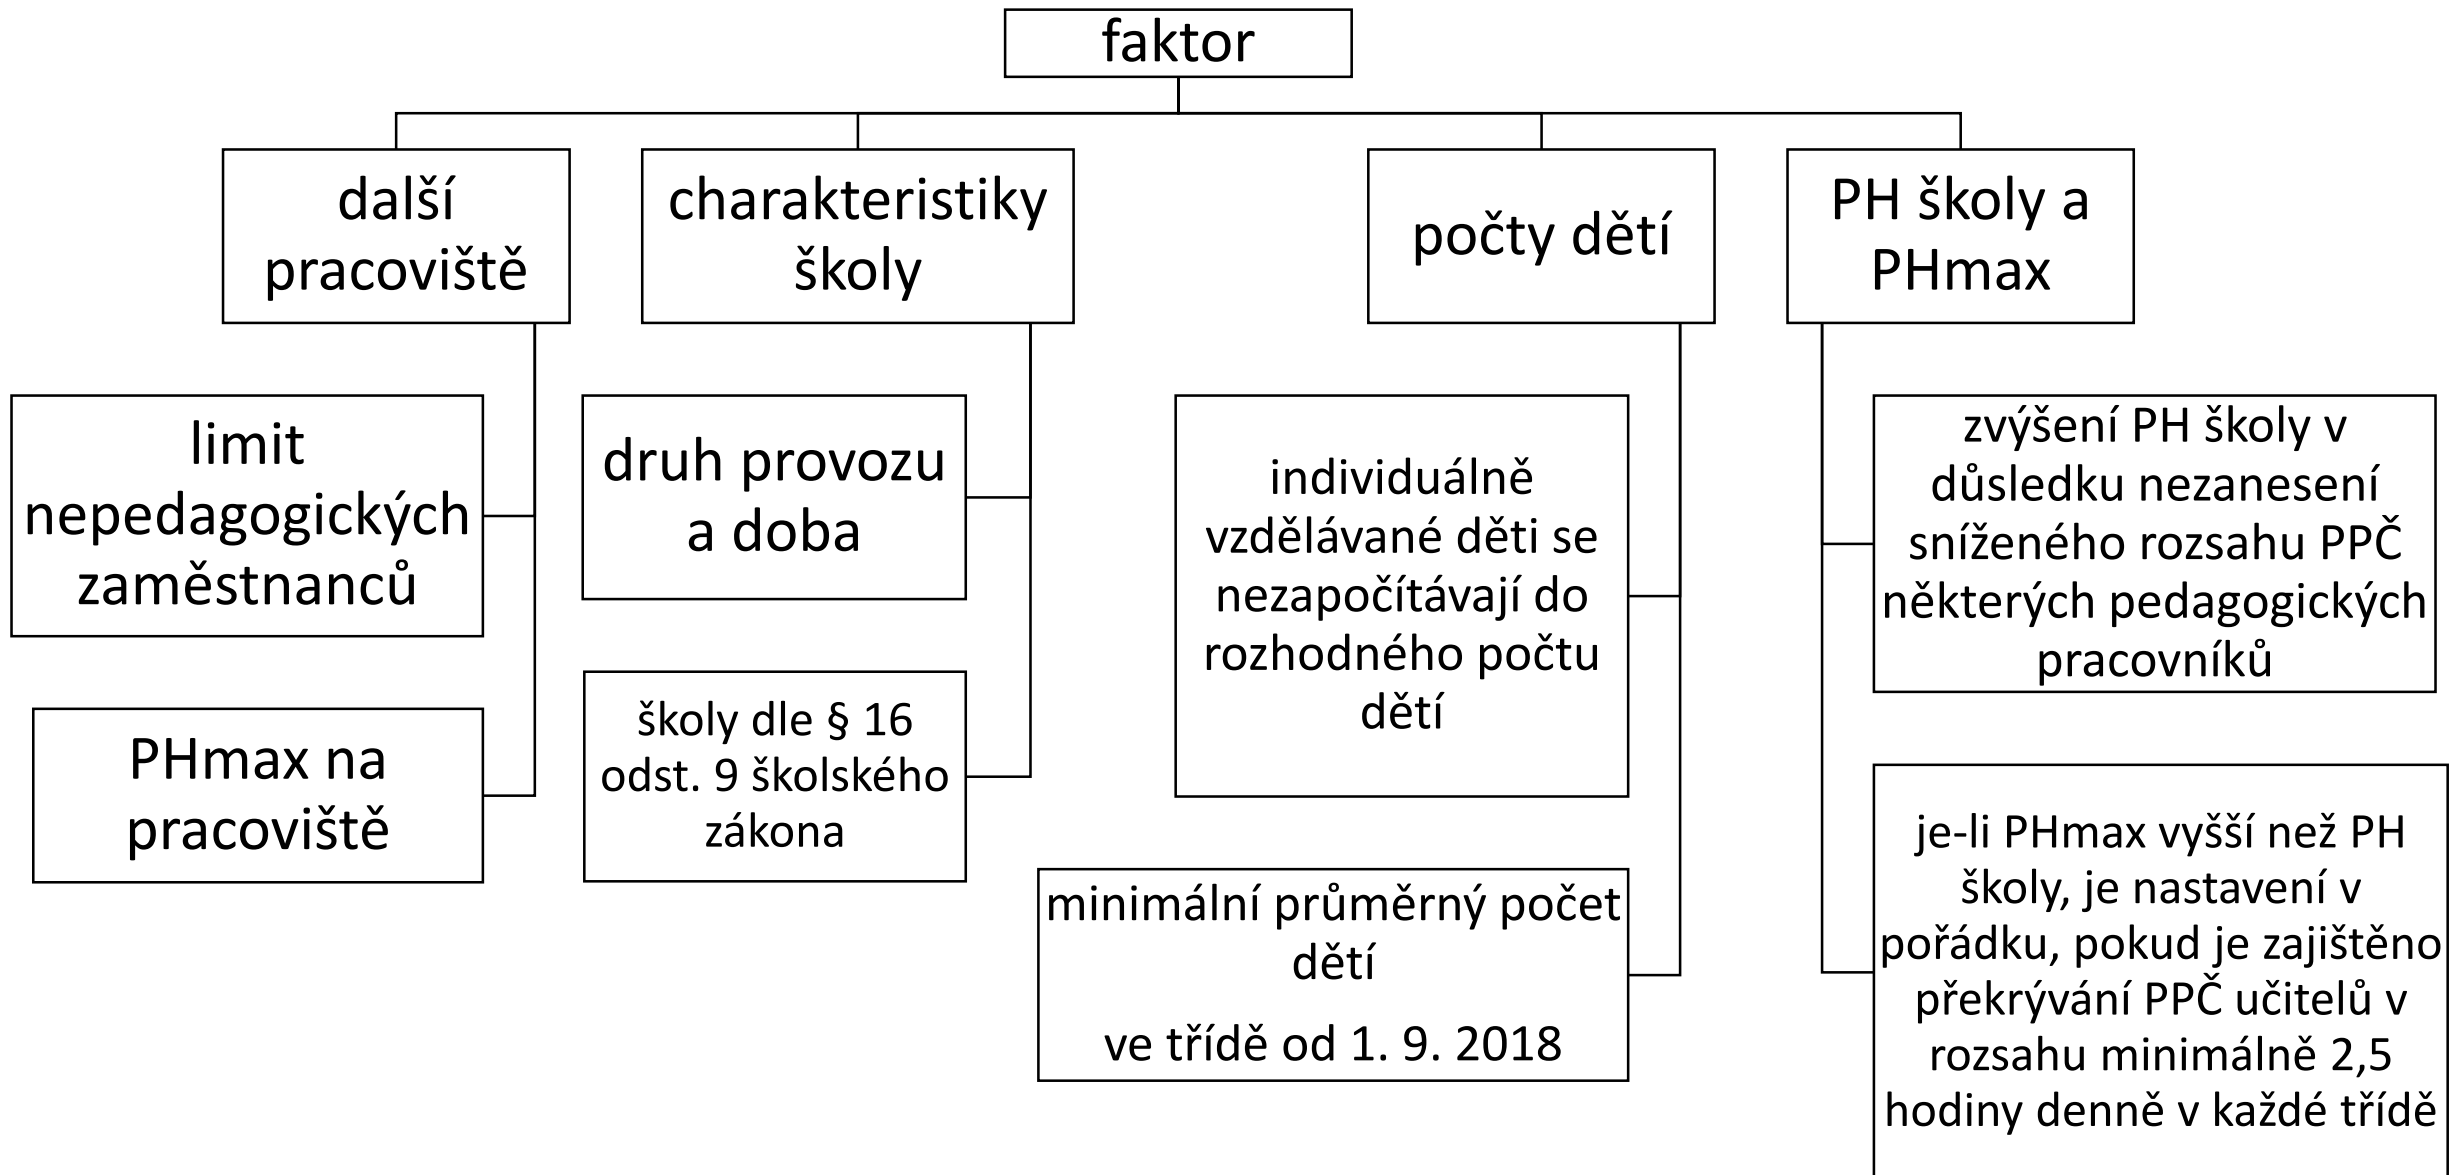 faktor
další
pracoviště
charakteristiky
školy
počty dětí
PH školy a
PHmax
limit
nepedagogických
zaměstnanců
PHmax na
pracoviště
druh provozu
a doba
školy dle § 16
odst. 9 školského
zákona
individuálně
vzdělávané děti se
nezapočítávají do
rozhodného počtu
dětí
minimální průměrný počet
dětí
ve třídě od 1. 9. 2018
zvýšení PH školy v
důsledku nezanesení
sníženého rozsahu PPČ
některých pedagogických
pracovníků
je-li PHmax vyšší než PH
školy, je nastavení v
pořádku, pokud je zajištěno
překrývání PPČ učitelů v
rozsahu minimálně 2,5
hodiny denně v každé třídě